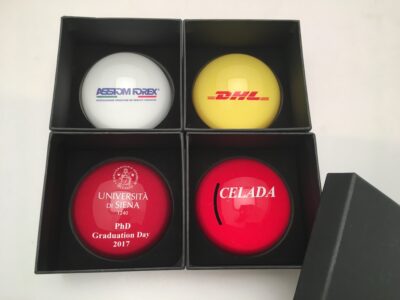 ASSIOM FOREX
DHL
UNIVERSITÀ
DI SIENA
1240
PhD
Graduation Day
2017
CELADA